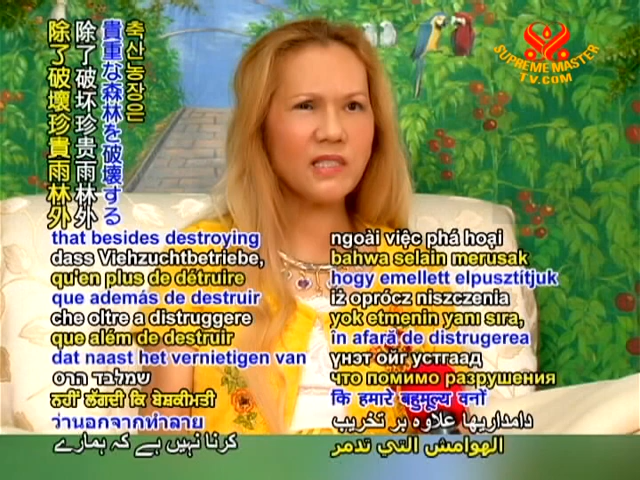 SUPREME MASTER
TV.COM
축산 농장은
貴重な森林を破壊する
除了破坏珍贵雨林外
除了破壞珍貴雨林外
that besides destroying
dass Viehzuchtbetriebe,
qu'en plus de détruire
que además de destruir
che oltre a distruggere
que além de destruir
dat naast het vernietigen van
שמלבד הרס
ਨਹੀਂ ਲੱਗਦੀ ਕਿ ਬੇਸ਼ਕੀਮਤੀ
ว่านอกจากทำลาย
کرنا نہیں ہے کہ ہمارے
ngoài việc phá hoại
bahwa selain merusak
hogy emellett elpusztítjuk
iż oprócz niszczenia
yok etmenin yanı sıra,
în afară de distrugerea
үнэт ойг устгаад
что помимо разрушения
कि हमारे बहुमूल्य वनों
دامداریها علاوه بر تخریب
الهوامش التي تدمر